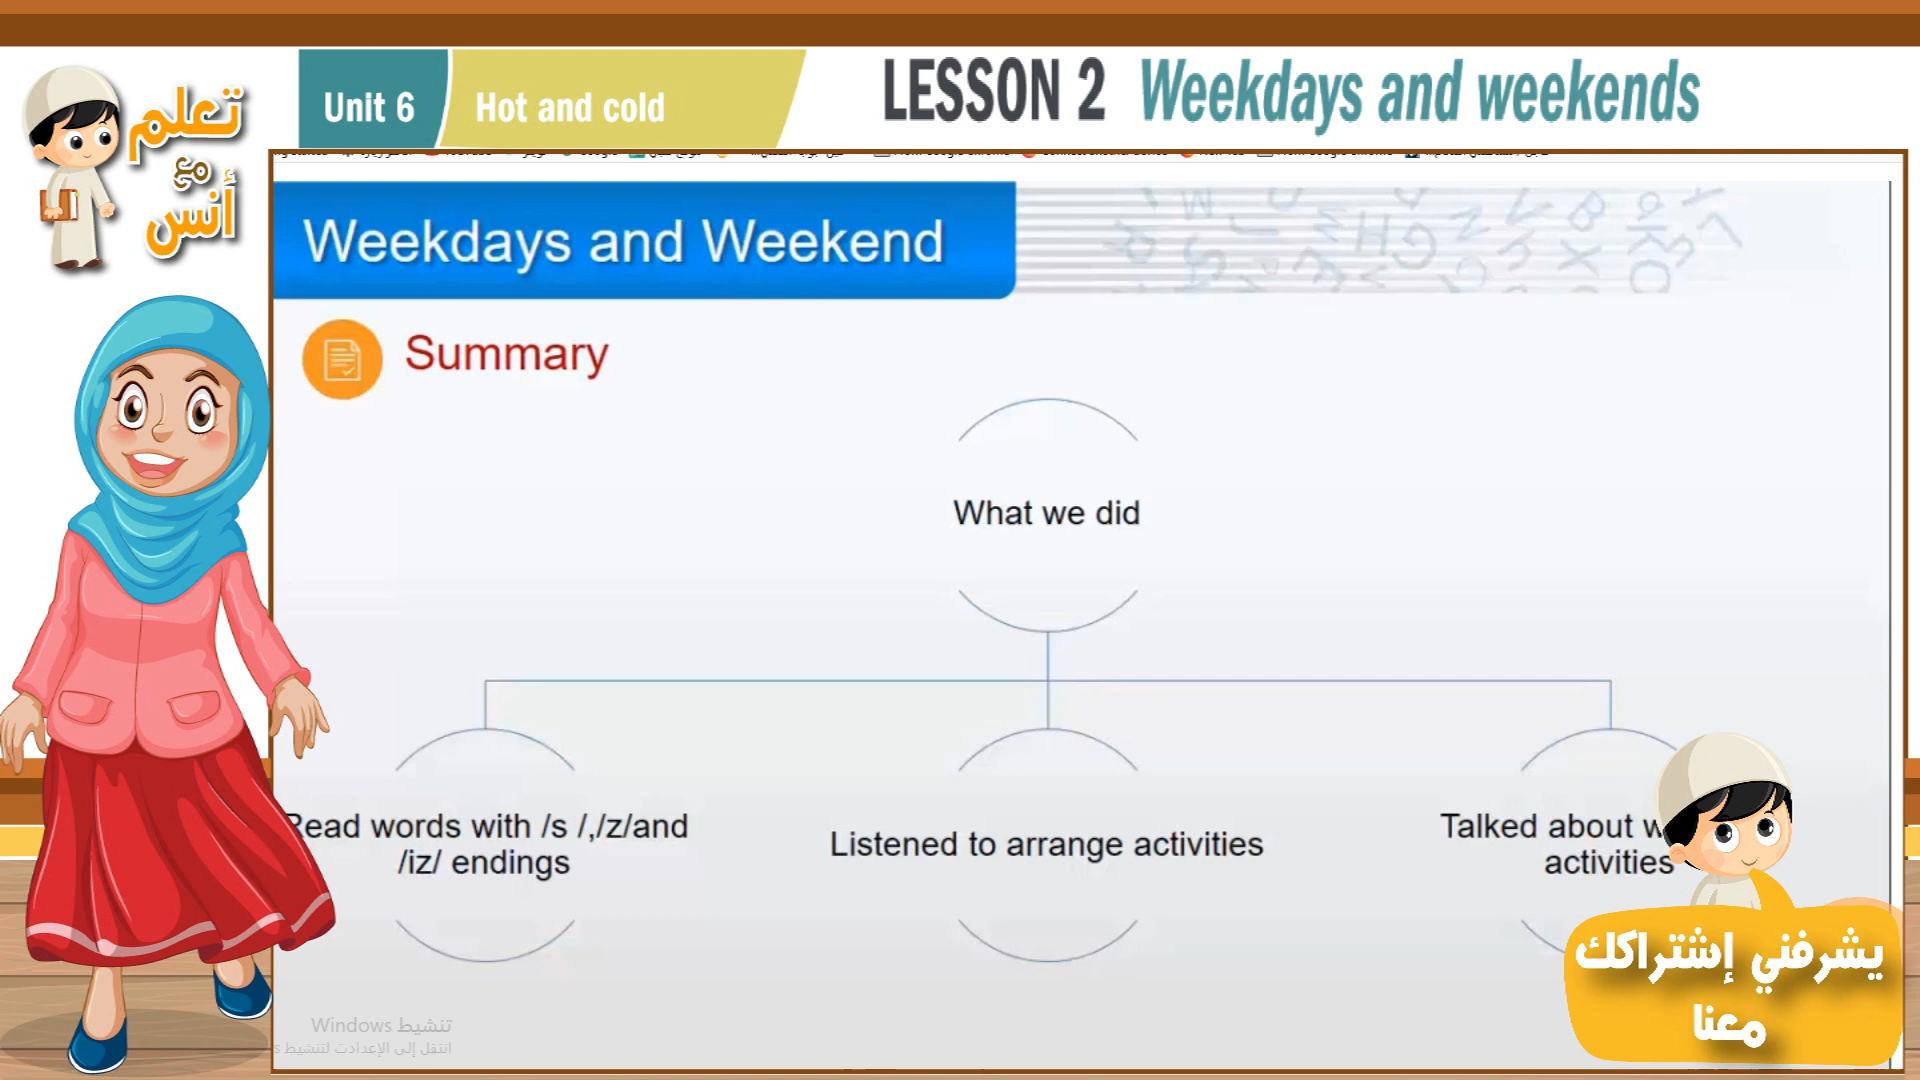 تعلم
مع
أنس
Unit 6
Hot and cold
LESSON 2 Weekdays and weekends
Weekdays and Weekend
Summary
What we did
Read words with /s /,/z/and
/iz/ endings
Listened to arrange activities
Talked about
activities
يشرفني إشتراكك
معنا
تنشيط Windows
انتقل إلى الإعدادت لتنشيط